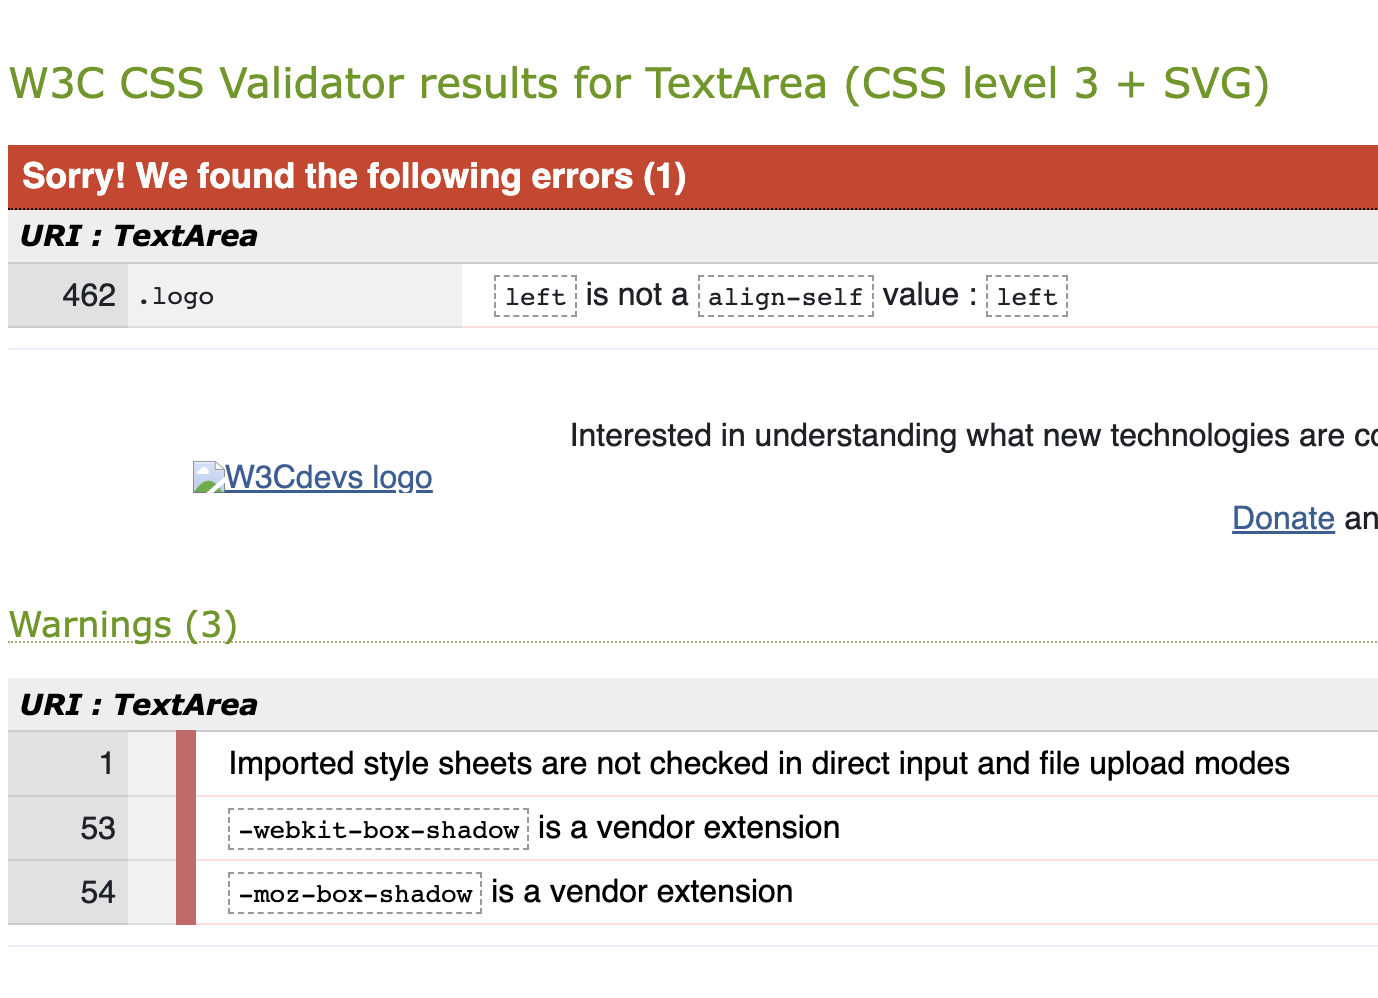 W3C CSS Validator results for TextArea (CSS level 3 + SVG)
Sorry! We found the following errors (1)
URI : TextArea
462 .logo left is not a align-self value : left
Interested in understanding what new technologies are co
W3Cdevs logo
Donate an
Warnings (3)
URI : TextArea
1 Imported style sheets are not checked in direct input and file upload modes
53 -webkit-box-shadow is a vendor extension
54 -moz-box-shadow is a vendor extension